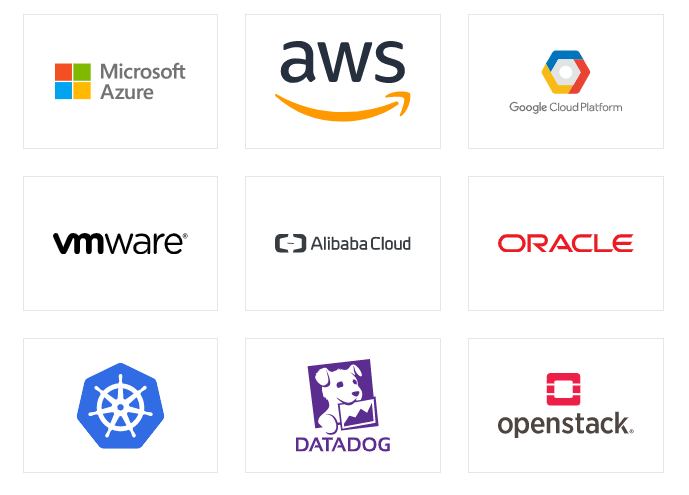 Microsoft
Azure
aws
Google Cloud Platform
vmware®
Alibaba Cloud
ORACLE
DATADOG
openstack®